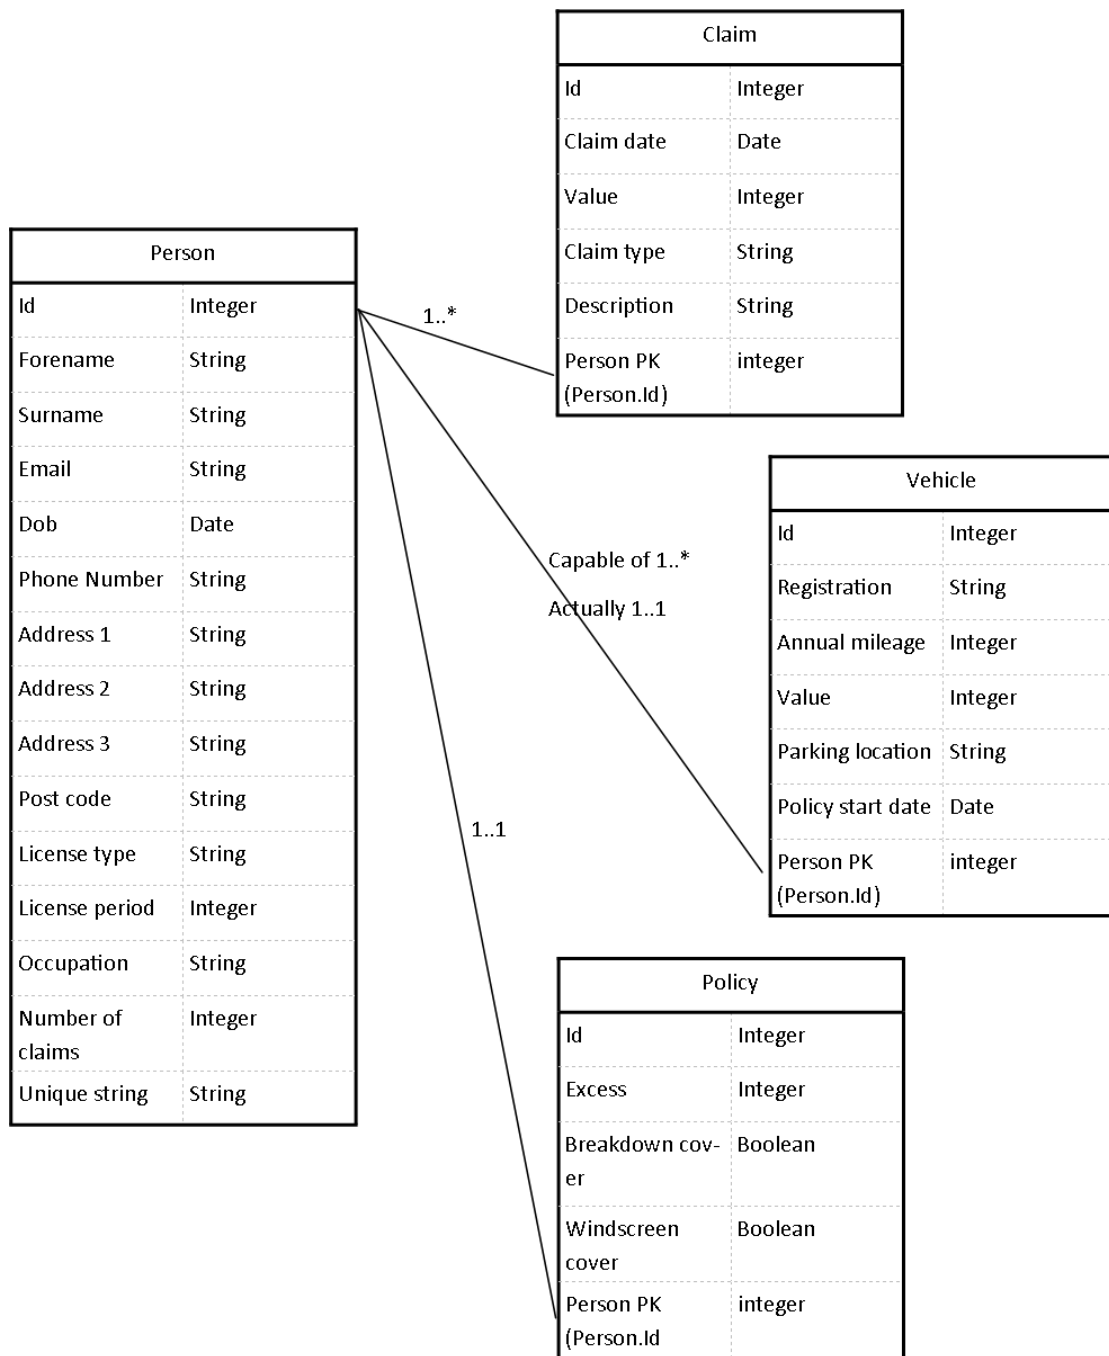 Claim
Id Integer
Claim date Date
Value Integer
Claim type String
Description String
Person PK integer
(Person.Id)
Person
Id Integer
Forename String
Surname String
Email String
Dob Date
Phone Number String
Address 1 String
Address 2 String
Address 3 String
Post code String
License type String
License period Integer
Occupation String
Number of Integer
claims
Unique string String
1..*
Capable of 1..*
Actually 1..1
1..1
Vehicle
Id Integer
Registration String
Annual mileage Integer
Value Integer
Parking location String
Policy start date Date
Person PK integer
(Person.Id)
Policy
Id Integer
Excess Integer
Breakdown cov- Boolean
er
Windscreen Boolean
cover
Person PK integer
(Person.Id